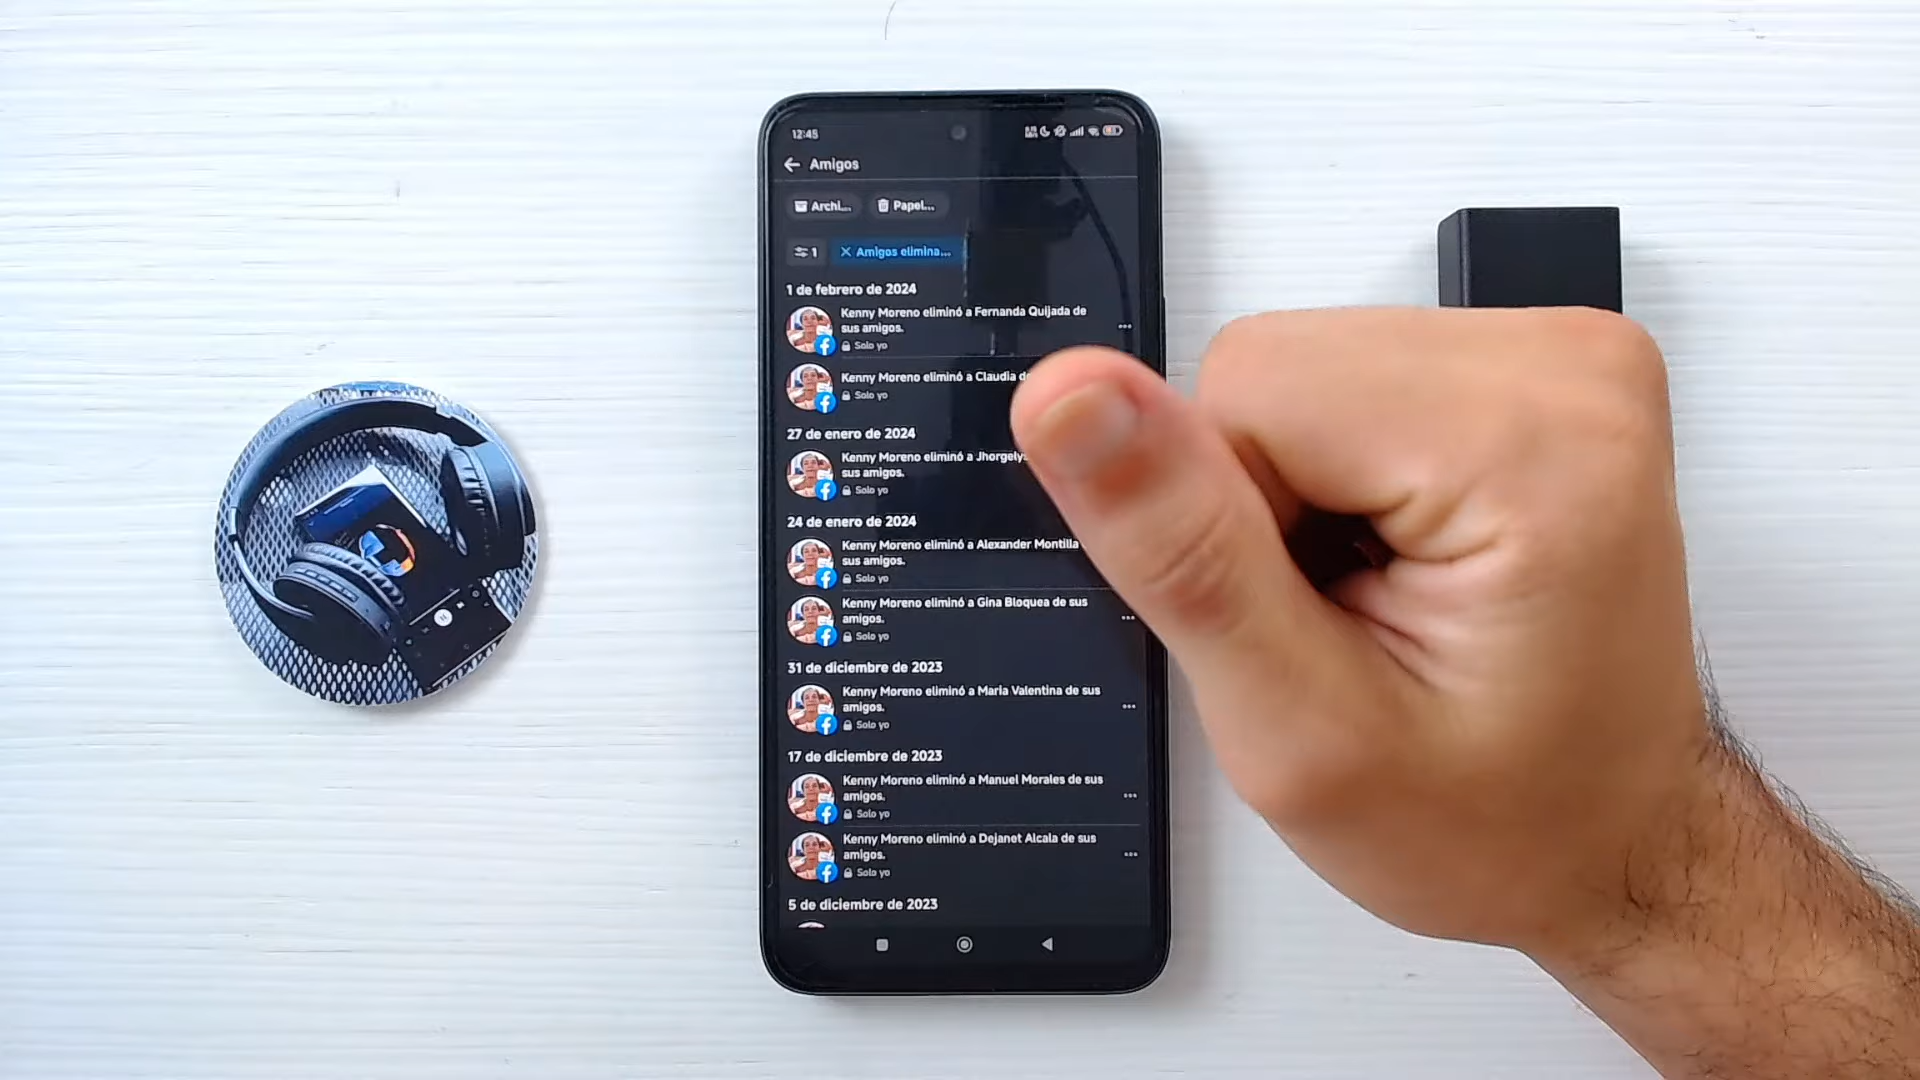 12:45
Amigos
Archi... Papel...
1 Amigos elimina...
1 de febrero de 2024
Kenny Moreno eliminó a Fernanda Quijada de
sus amigos.
Solo yo
Kenny Moreno eliminó a Claudia
Solo yo
27 de enero de 2024
Kenny Moreno eliminó a Jhorgelys
sus amigos.
Solo yo
24 de enero de 2024
Kenny Moreno eliminó a Alexander Montilla
sus amigos.
Solo yo
Kenny Moreno eliminó a Gina Bloquea de sus
amigos.
Solo yo
31 de diciembre de 2023
Kenny Moreno eliminó a Maria Valentina de sus
amigos.
Solo yo
17 de diciembre de 2023
Kenny Moreno eliminó a Manuel Morales de sus
amigos.
Solo yo
Kenny Moreno eliminó a Dejanet Alcala de sus
amigos.
Solo yo
5 de diciembre de 2023